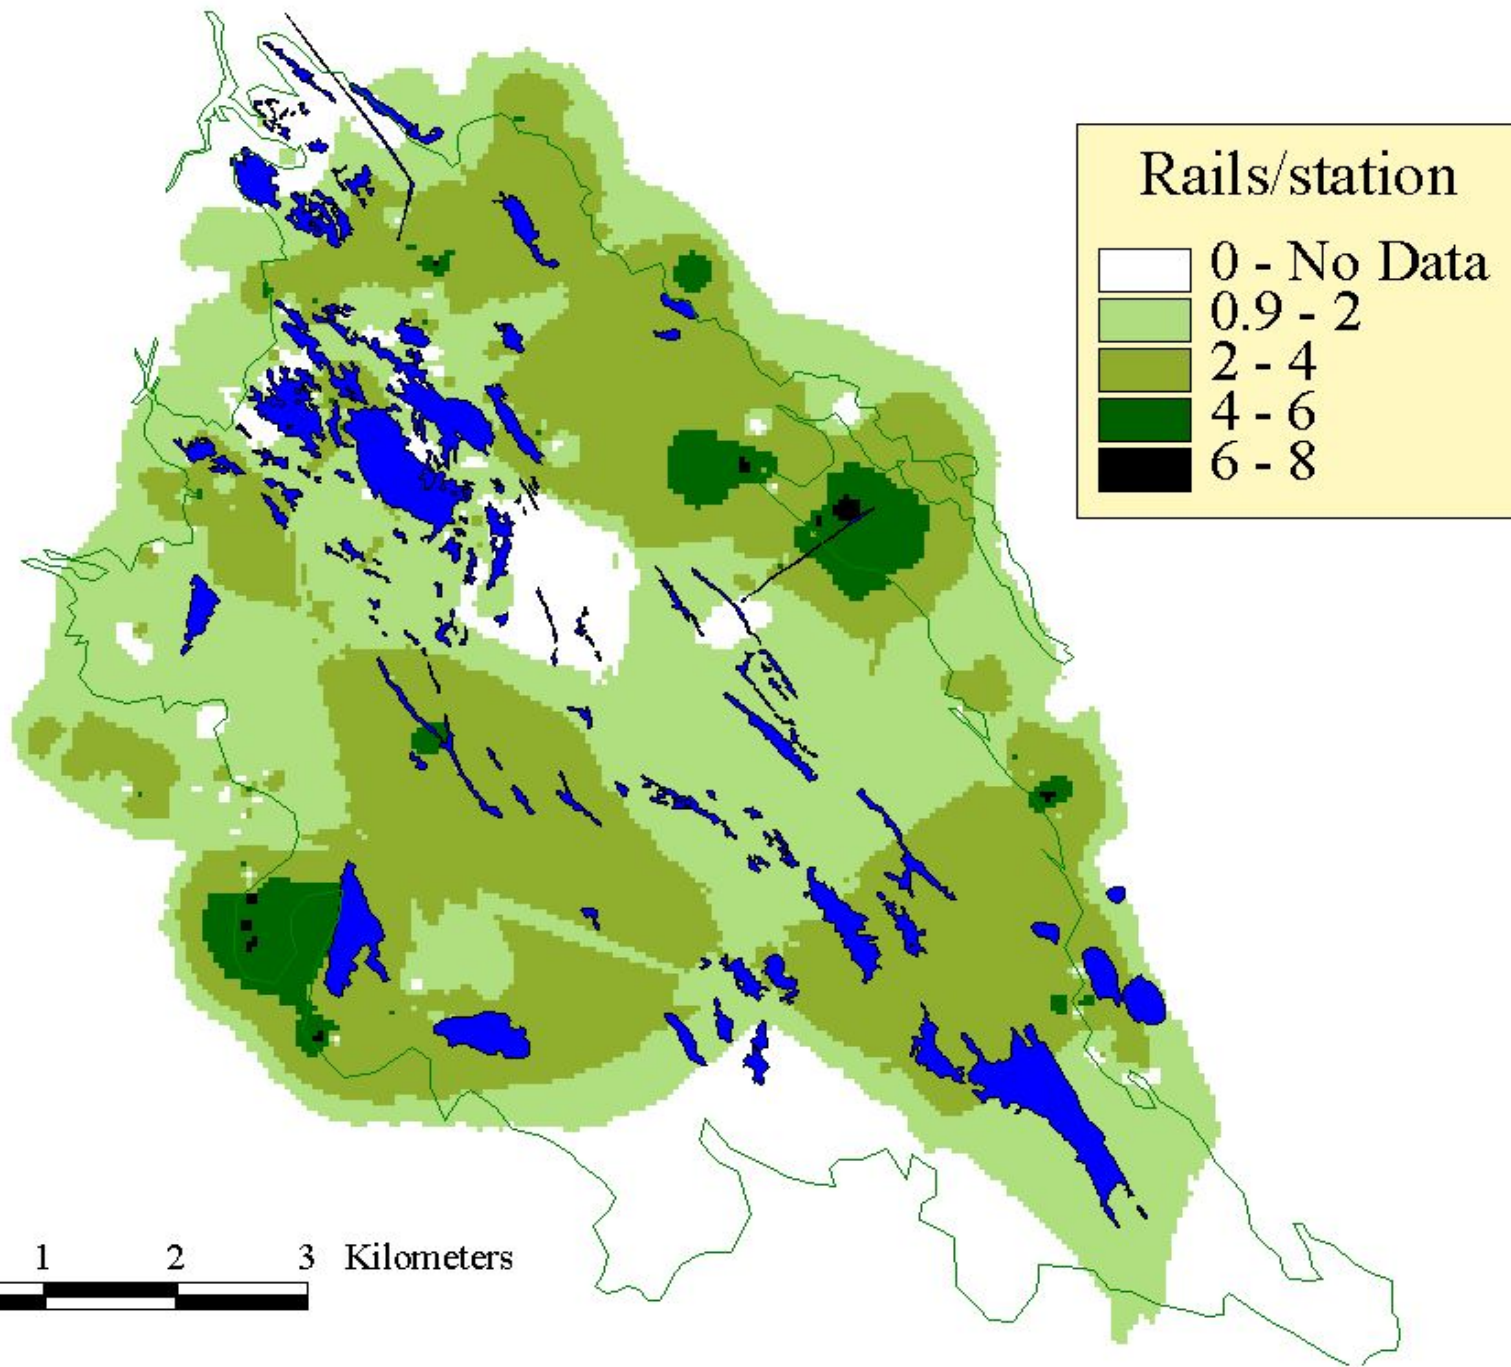 Rails/station
0 - No Data
0.9 - 2
2 - 4
4 - 6
6 - 8
1 2 3 Kilometers